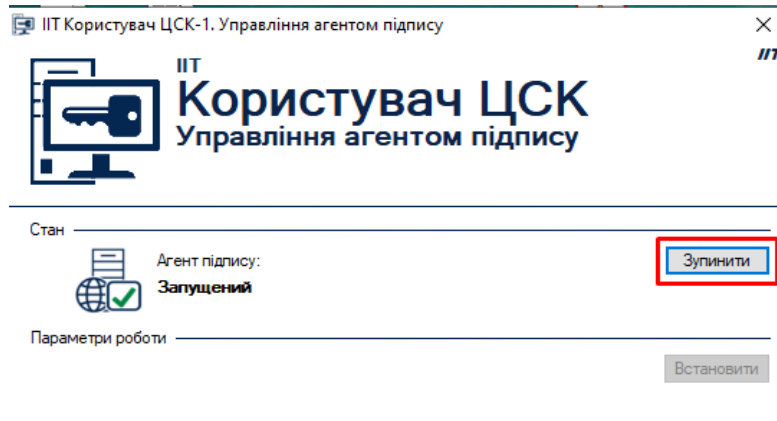 ІІТ Користувач ЦСК-1. Управління агентом підпису
ІІТ
ІІТ
Користувач ЦСК
Управління агентом підпису
Стан
Агент підпису:
Запущений
Зупинити
Параметри роботи
Встановити